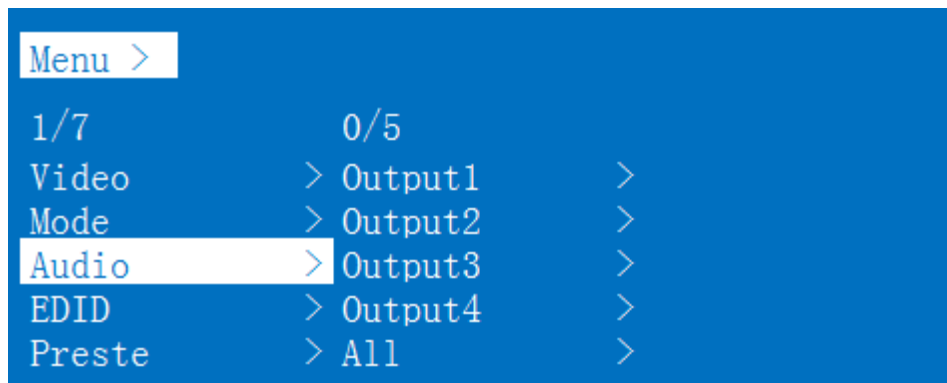 Menu >
1/7 0/5
Video > Output1 >
Mode > Output2 >
Audio > Output3 >
EDID > Output4 >
Preste > All >